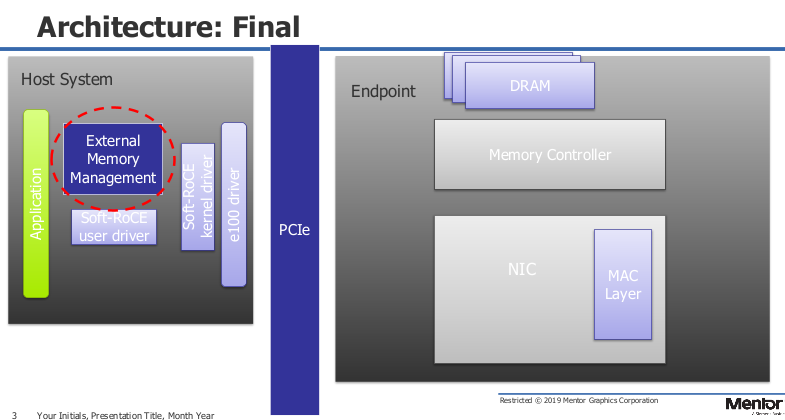 Architecture: Final
Host System
Application
External
Memory
Management
Soft-RoCE
user driver
Soft-RoCE
kernel driver
e100 driver
PCIe
Endpoint
DRAM
Memory Controller
NIC
MAC
Layer
3 Your Initials, Presentation Title, Month Year
Restricted © 2019 Mentor Graphics Corporation
Mentor